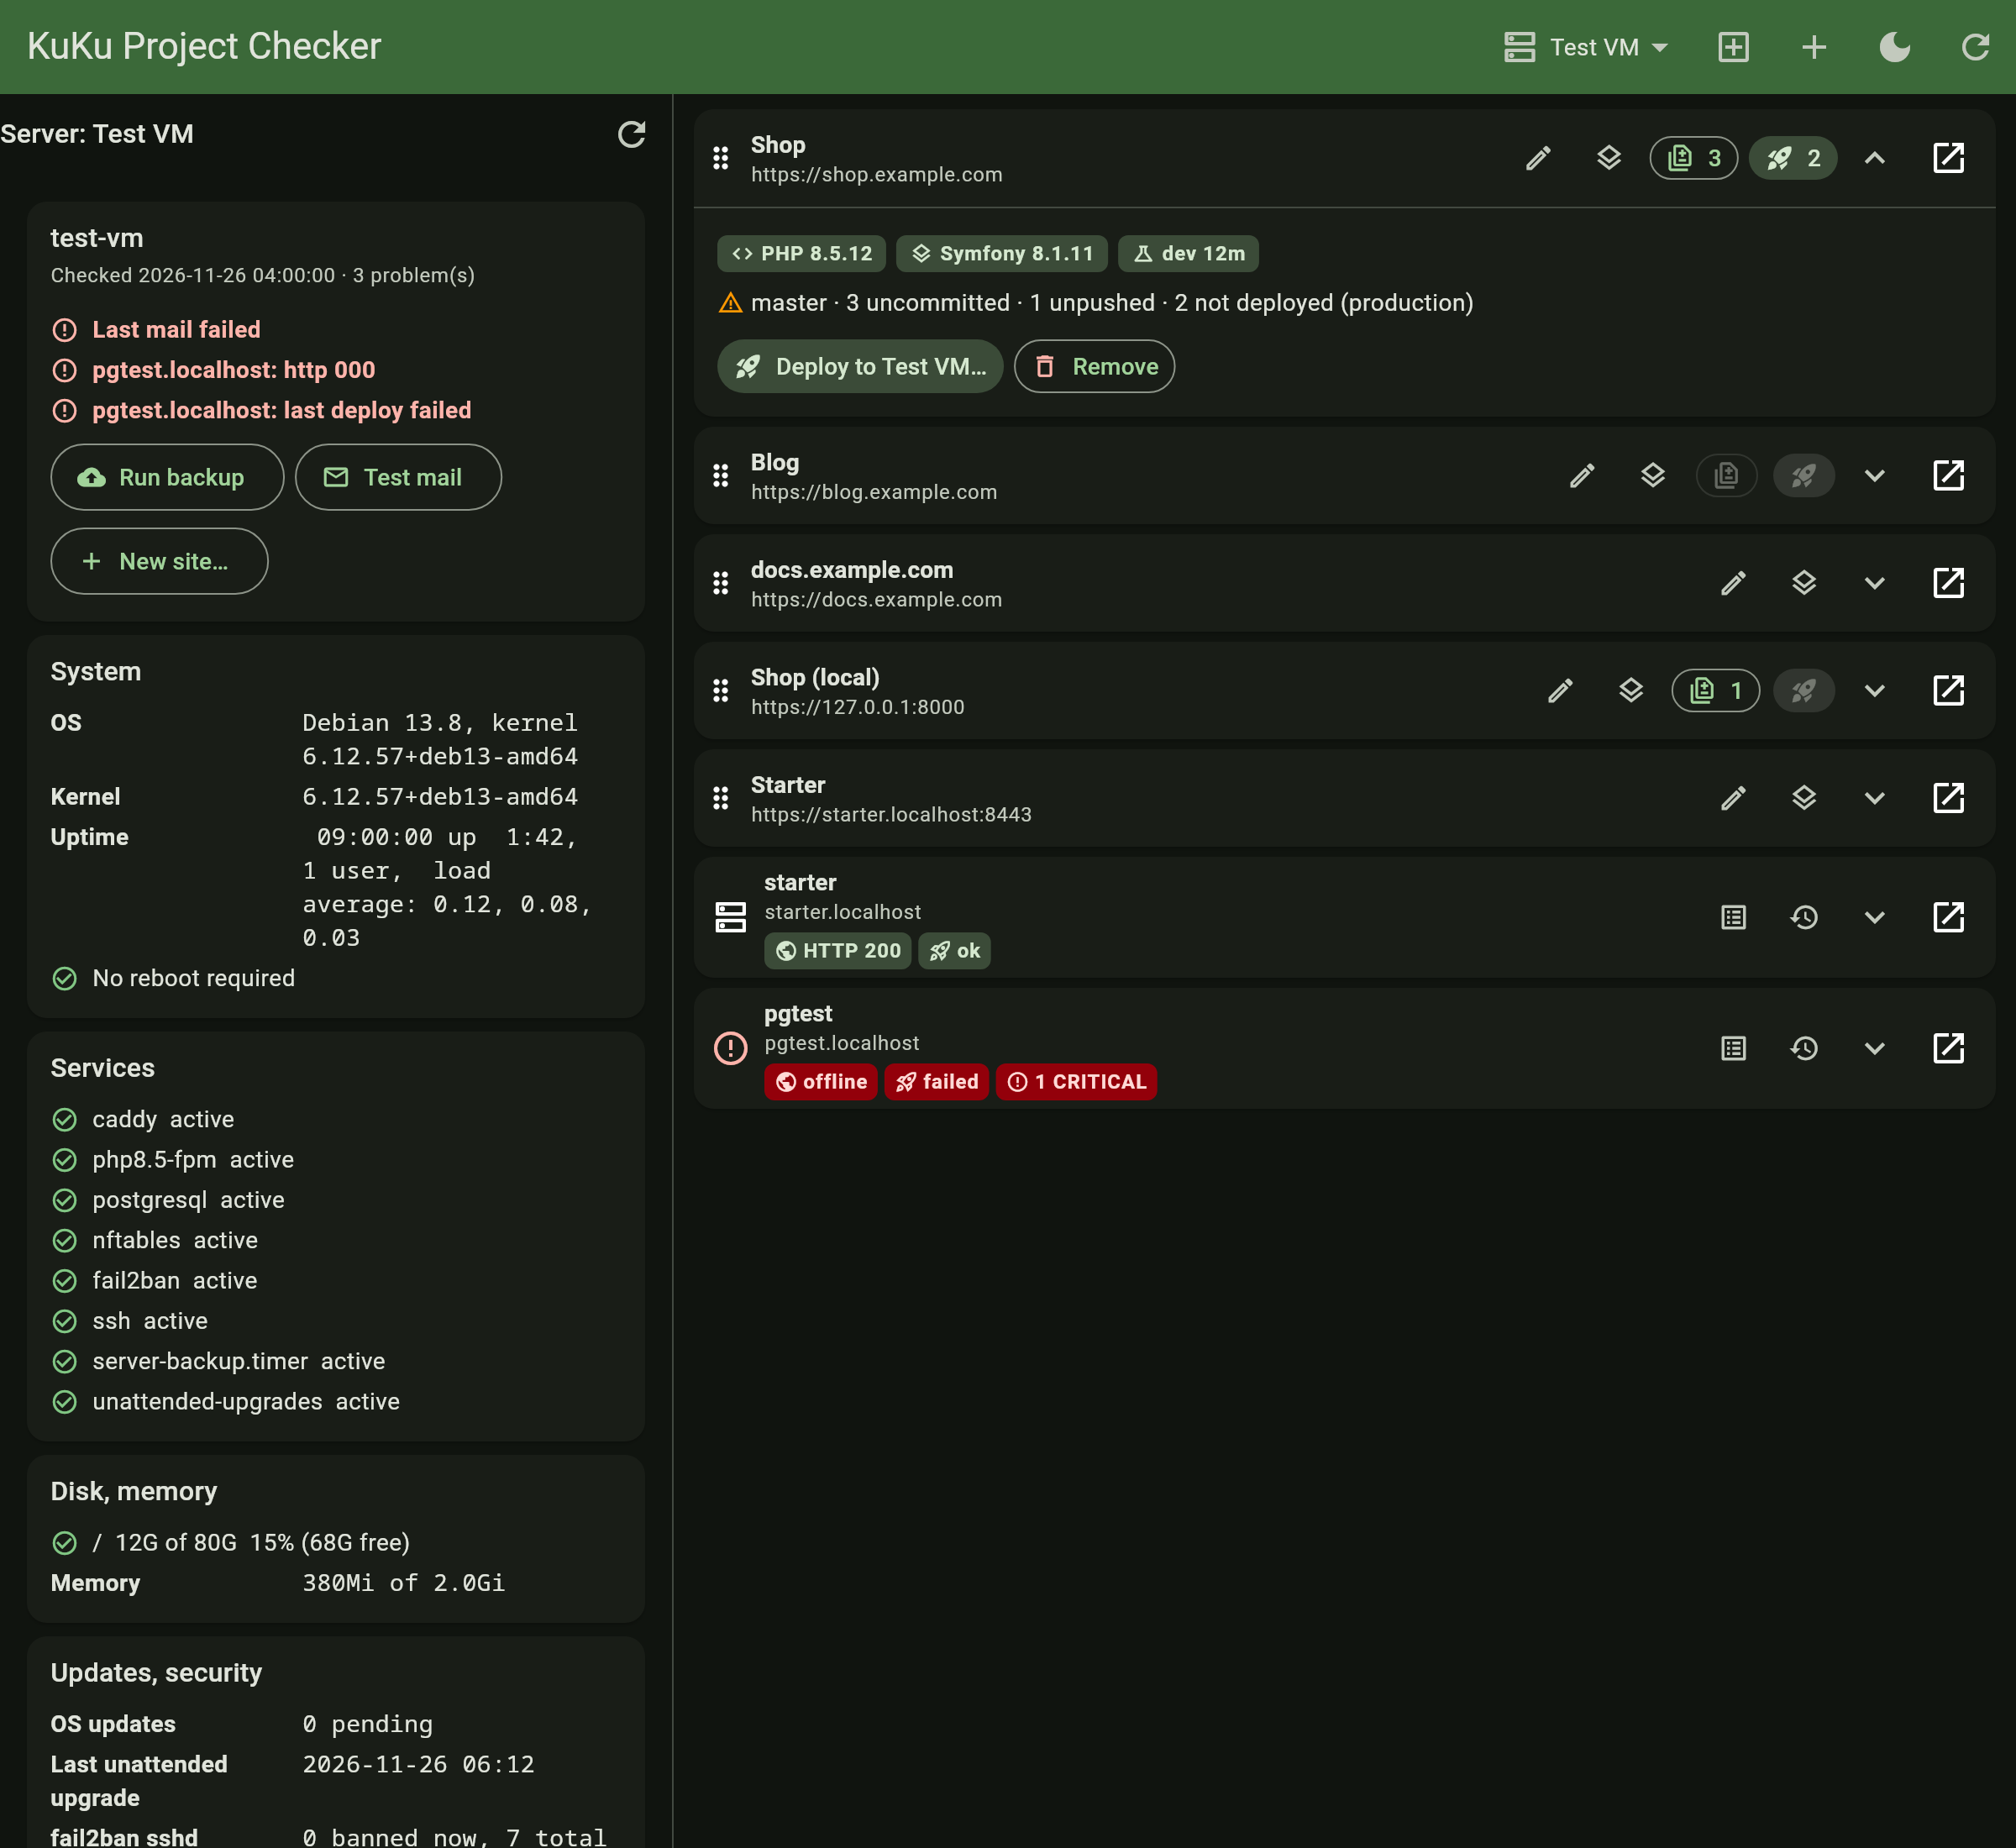 KuKu Project Checker
Test VM
Server: Test VM
test-vm
Checked 2026-11-26 04:00:00 · 3 problem(s)
Last mail failed
pgtest.localhost: http 000
pgtest.localhost: last deploy failed
Run backup
Test mail
New site…
System
OS
Debian 13.8, kernel
6.12.57+deb13-amd64
Kernel
6.12.57+deb13-amd64
Uptime
09:00:00 up  1:42,
1 user,  load
average: 0.12, 0.08,
0.03
No reboot required
Services
caddy active
php8.5-fpm active
postgresql active
nftables active
fail2ban active
ssh active
server-backup.timer active
unattended-upgrades active
Disk, memory
/ 12G of 80G 15% (68G free)
Memory
380Mi of 2.0Gi
Updates, security
OS updates
0 pending
Last unattended
upgrade
2026-11-26 06:12
fail2ban sshd
0 banned now, 7 total
Shop
https://shop.example.com
3
2
PHP 8.5.12
Symfony 8.1.11
dev 12m
master · 3 uncommitted · 1 unpushed · 2 not deployed (production)
Deploy to Test VM…
Remove
Blog
https://blog.example.com
docs.example.com
https://docs.example.com
Shop (local)
https://127.0.0.1:8000
1
Starter
https://starter.localhost:8443
starter
starter.localhost
HTTP 200
ok
pgtest
pgtest.localhost
offline
failed
1 CRITICAL